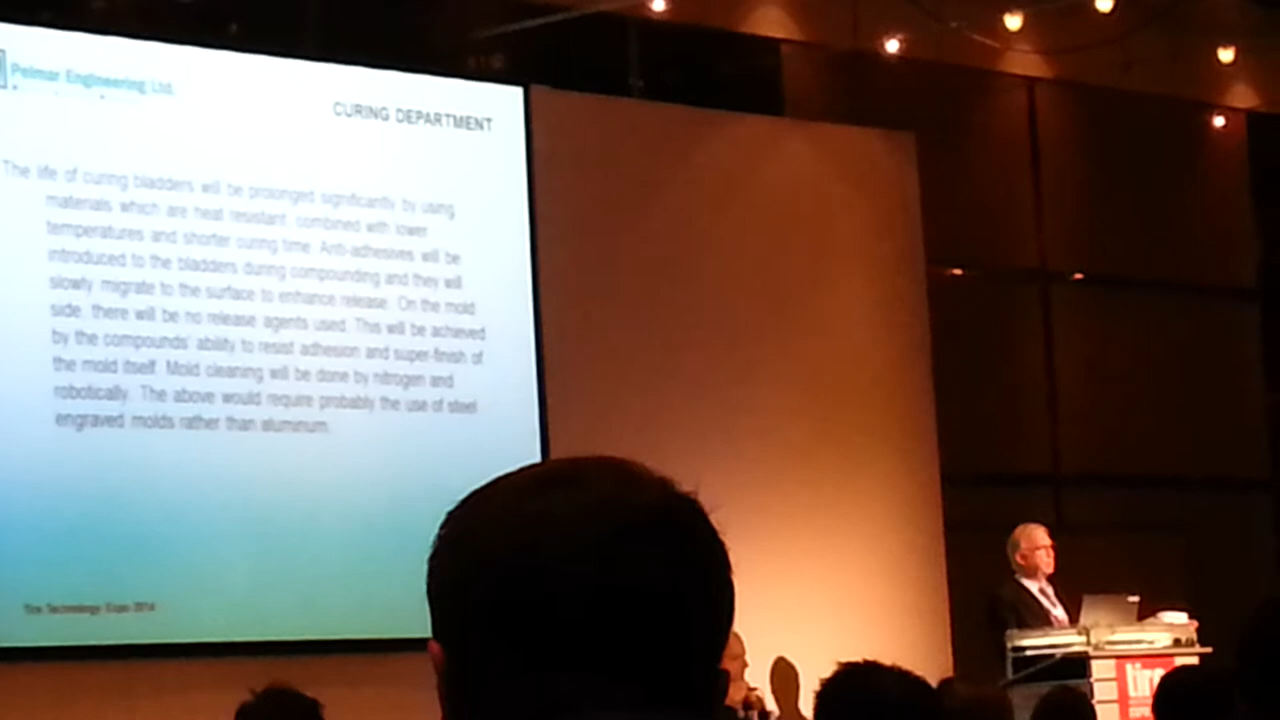 Pelmar Engineering Ltd.
CURING DEPARTMENT
The life of curing bladders will be prolonged significantly by using
materials which are heat resistant combined with lower
temperatures and shorter curing time. Anti-adhesives will be
introduced to the bladders during compounding and they will
slowly migrate to the surface to enhance release. On the mold
side, there will be no release agents used. This will be achieved
by the compounds' ability to resist adhesion and super-finish of
the mold itself. Mold cleaning will be done by nitrogen and
robotically. The above would require probably the use of steel
engraved molds rather than aluminum.
Tire Technology Expo 2014
tire